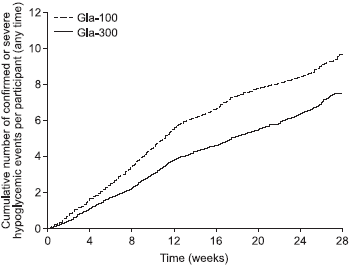 Gla-100
Gla-300
Cumulative number of confirmed or severe
hypoglycemic events per participant (any time)
12
10
8
6
4
2
0
0 4 8 12 16 20 24 28
Time (weeks)